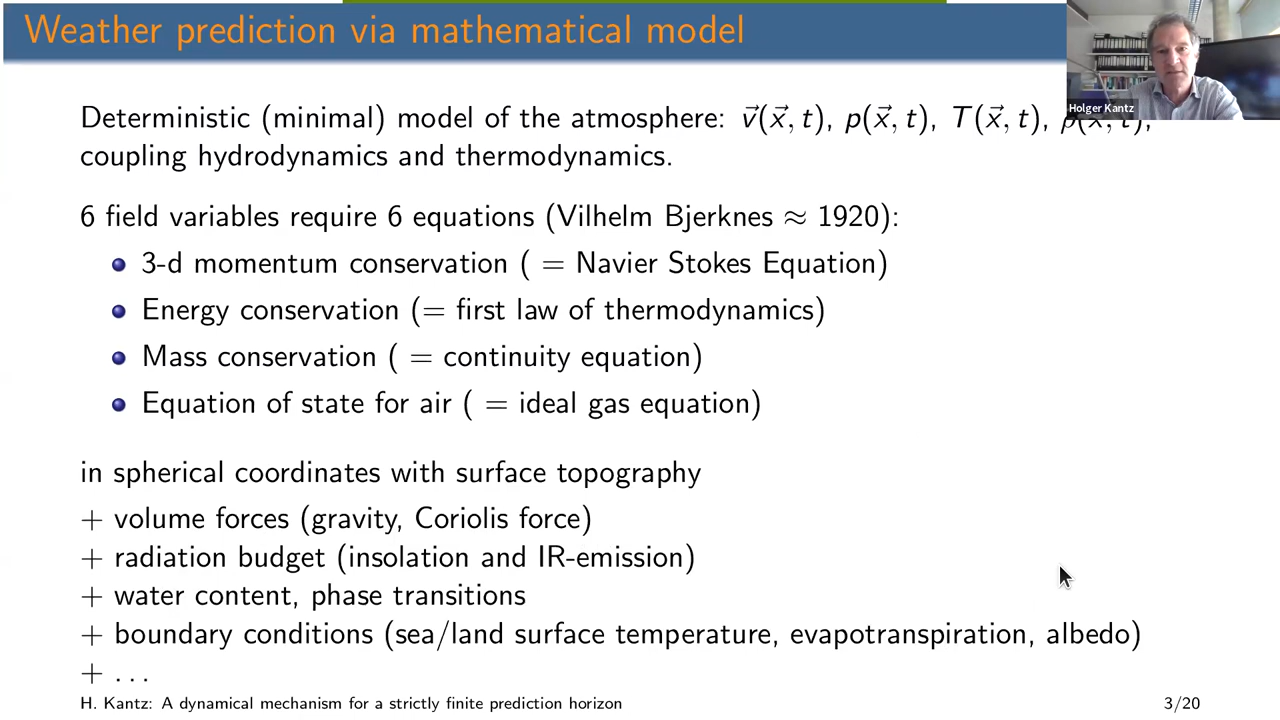 Weather prediction via mathematical model
Holger Kantz
Deterministic (minimal) model of the atmosphere: v⃗(x⃗, t), p(x⃗, t), T(x⃗, t), ρ(x⃗, t),
coupling hydrodynamics and thermodynamics.
6 field variables require 6 equations (Vilhelm Bjerknes ≈ 1920):
3-d momentum conservation ( = Navier Stokes Equation)
Energy conservation (= first law of thermodynamics)
Mass conservation ( = continuity equation)
Equation of state for air ( = ideal gas equation)
in spherical coordinates with surface topography
+ volume forces (gravity, Coriolis force)
+ radiation budget (insolation and IR-emission)
+ water content, phase transitions
+ boundary conditions (sea/land surface temperature, evapotranspiration, albedo)
+ ...
H. Kantz: A dynamical mechanism for a strictly finite prediction horizon
3/20